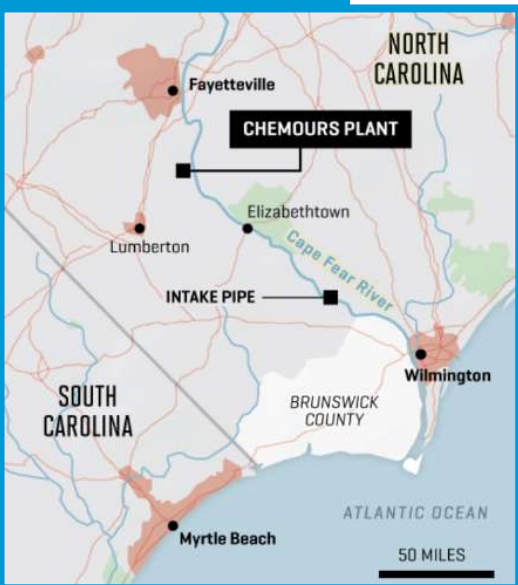 NORTH
CAROLINA
Fayetteville
CHEMOURS PLANT
Elizabethtown
Lumberton
Cape Fear River
INTAKE PIPE
Wilmington
BRUNSWICK
COUNTY
SOUTH
CAROLINA
ATLANTIC OCEAN
Myrtle Beach
50 MILES